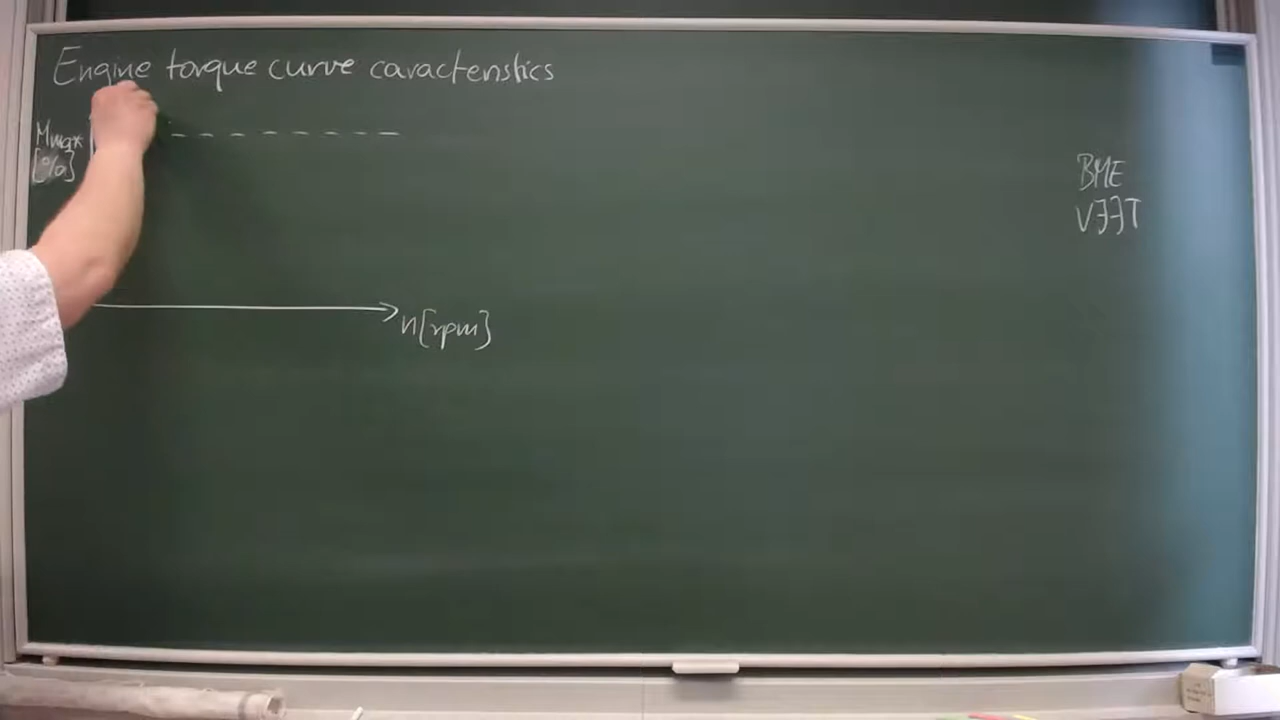 Engine torque curve caracteristics
Mmax
[%]
n[rpm]
BME
VJJT